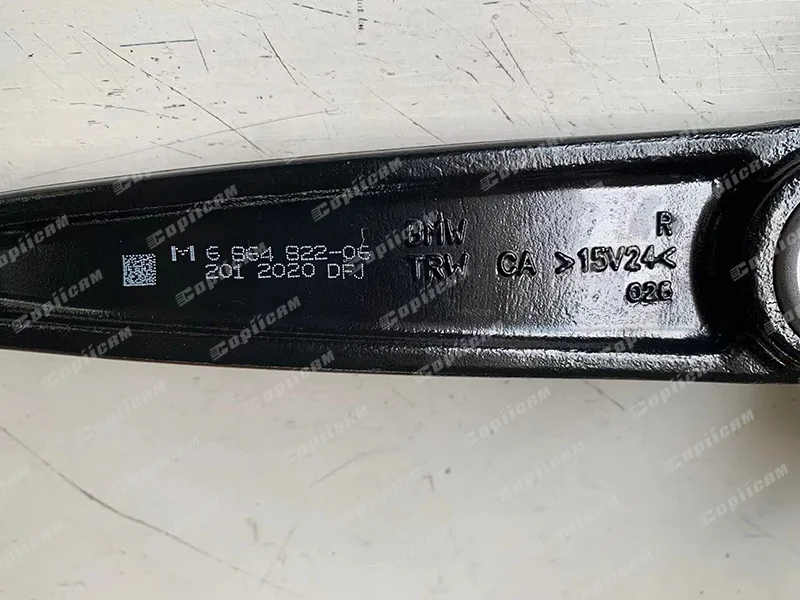 M 6 864 822-06
201 2020 DFJ
BMW R
TRW CA >15V24<
026
Copiicam